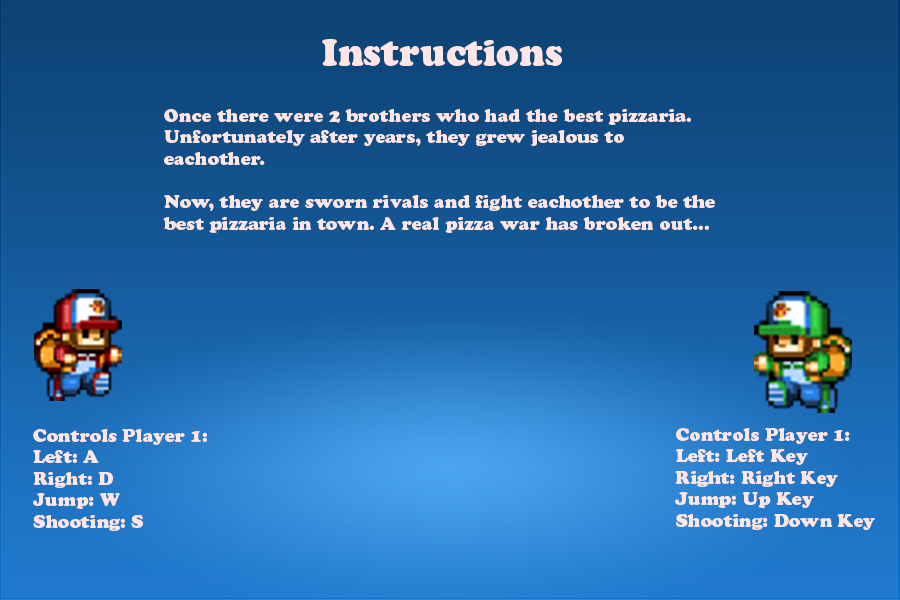 Instructions
Once there were 2 brothers who had the best pizzaria.
Unfortunately after years, they grew jealous to
eachother.
Now, they are sworn rivals and fight eachother to be the
best pizzaria in town. A real pizza war has broken out...
Controls Player 1:
Left: A
Right: D
Jump: W
Shooting: S
Controls Player 1:
Left: Left Key
Right: Right Key
Jump: Up Key
Shooting: Down Key